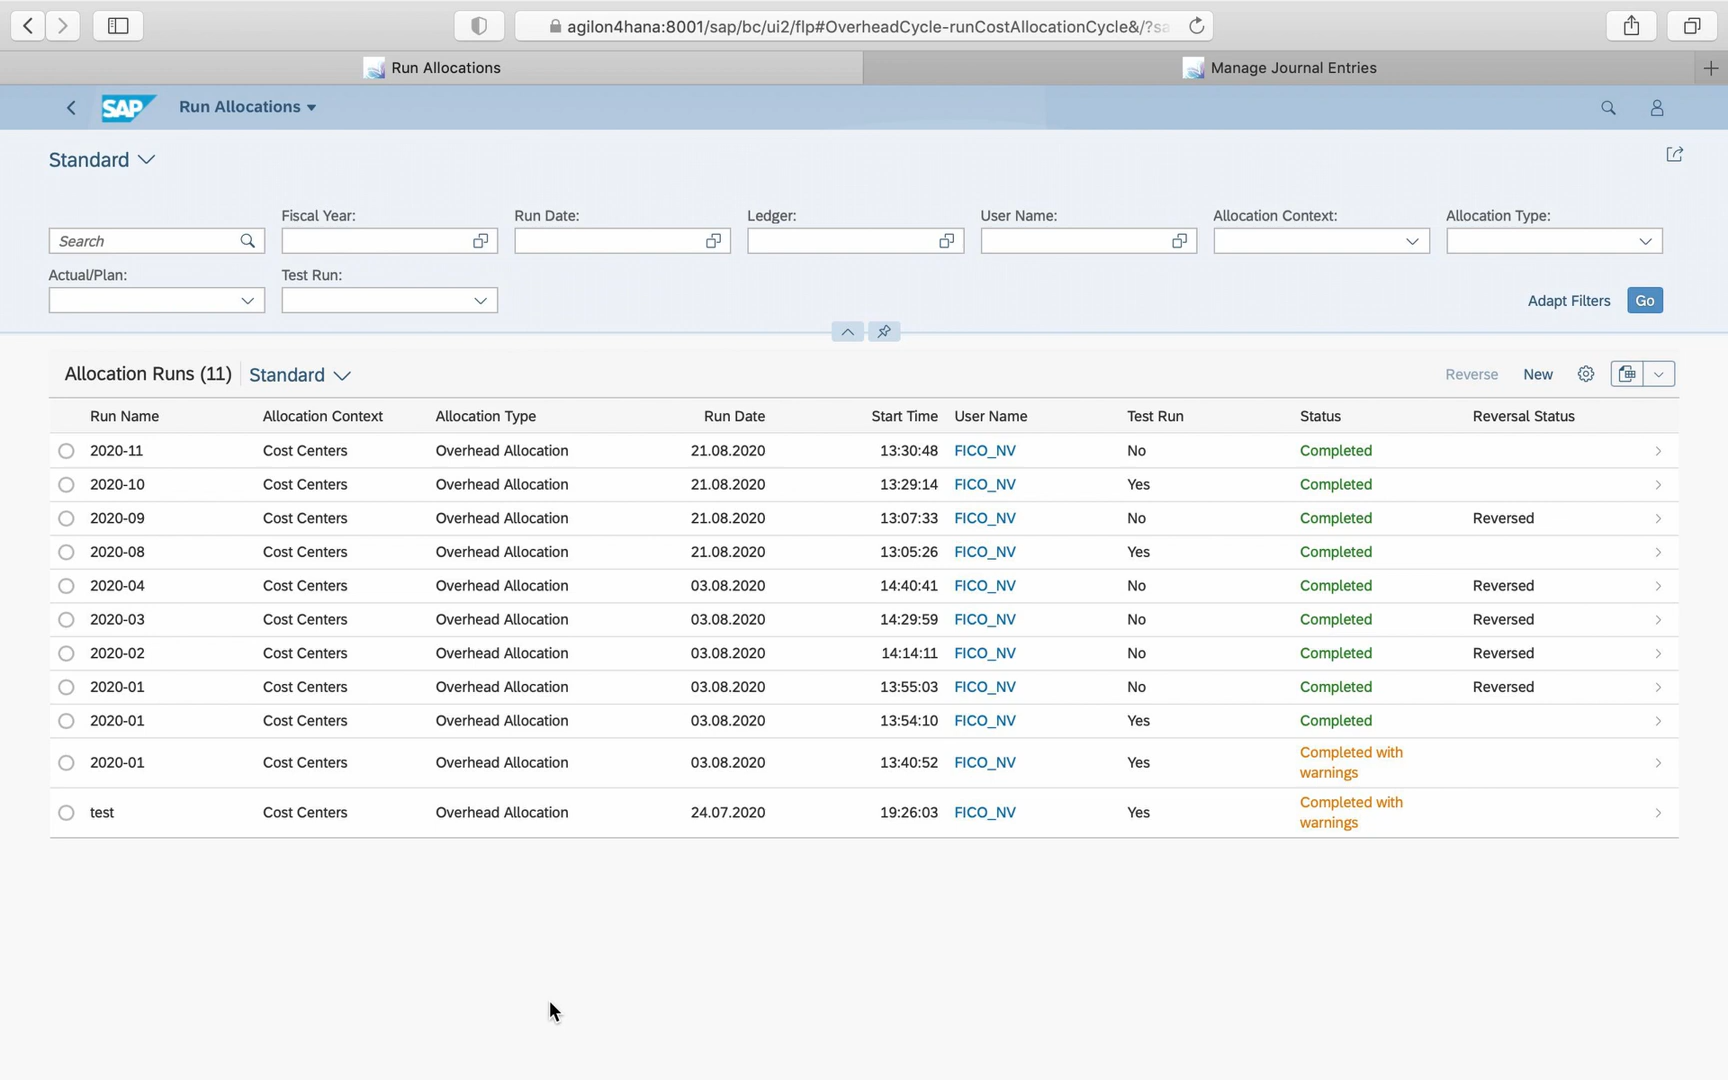 agilon4hana:8001/sap/bc/ui2/flp#OverheadCycle-runCostAllocationCycle&/?sa
Run Allocations
Manage Journal Entries
SAP Run Allocations
Standard
Fiscal Year: Run Date: Ledger: User Name: Allocation Context: Allocation Type:
Search
Actual/Plan: Test Run:
Adapt Filters Go
Allocation Runs (11) Standard Reverse New
Run Name Allocation Context Allocation Type Run Date Start Time User Name Test Run Status Reversal Status
2020-11 Cost Centers Overhead Allocation 21.08.2020 13:30:48 FICO_NV No Completed
2020-10 Cost Centers Overhead Allocation 21.08.2020 13:29:14 FICO_NV Yes Completed
2020-09 Cost Centers Overhead Allocation 21.08.2020 13:07:33 FICO_NV No Completed Reversed
2020-08 Cost Centers Overhead Allocation 21.08.2020 13:05:26 FICO_NV Yes Completed
2020-04 Cost Centers Overhead Allocation 03.08.2020 14:40:41 FICO_NV No Completed Reversed
2020-03 Cost Centers Overhead Allocation 03.08.2020 14:29:59 FICO_NV No Completed Reversed
2020-02 Cost Centers Overhead Allocation 03.08.2020 14:14:11 FICO_NV No Completed Reversed
2020-01 Cost Centers Overhead Allocation 03.08.2020 13:55:03 FICO_NV No Completed Reversed
2020-01 Cost Centers Overhead Allocation 03.08.2020 13:54:10 FICO_NV Yes Completed
2020-01 Cost Centers Overhead Allocation 03.08.2020 13:40:52 FICO_NV Yes Completed with
warnings
test Cost Centers Overhead Allocation 24.07.2020 19:26:03 FICO_NV Yes Completed with
warnings